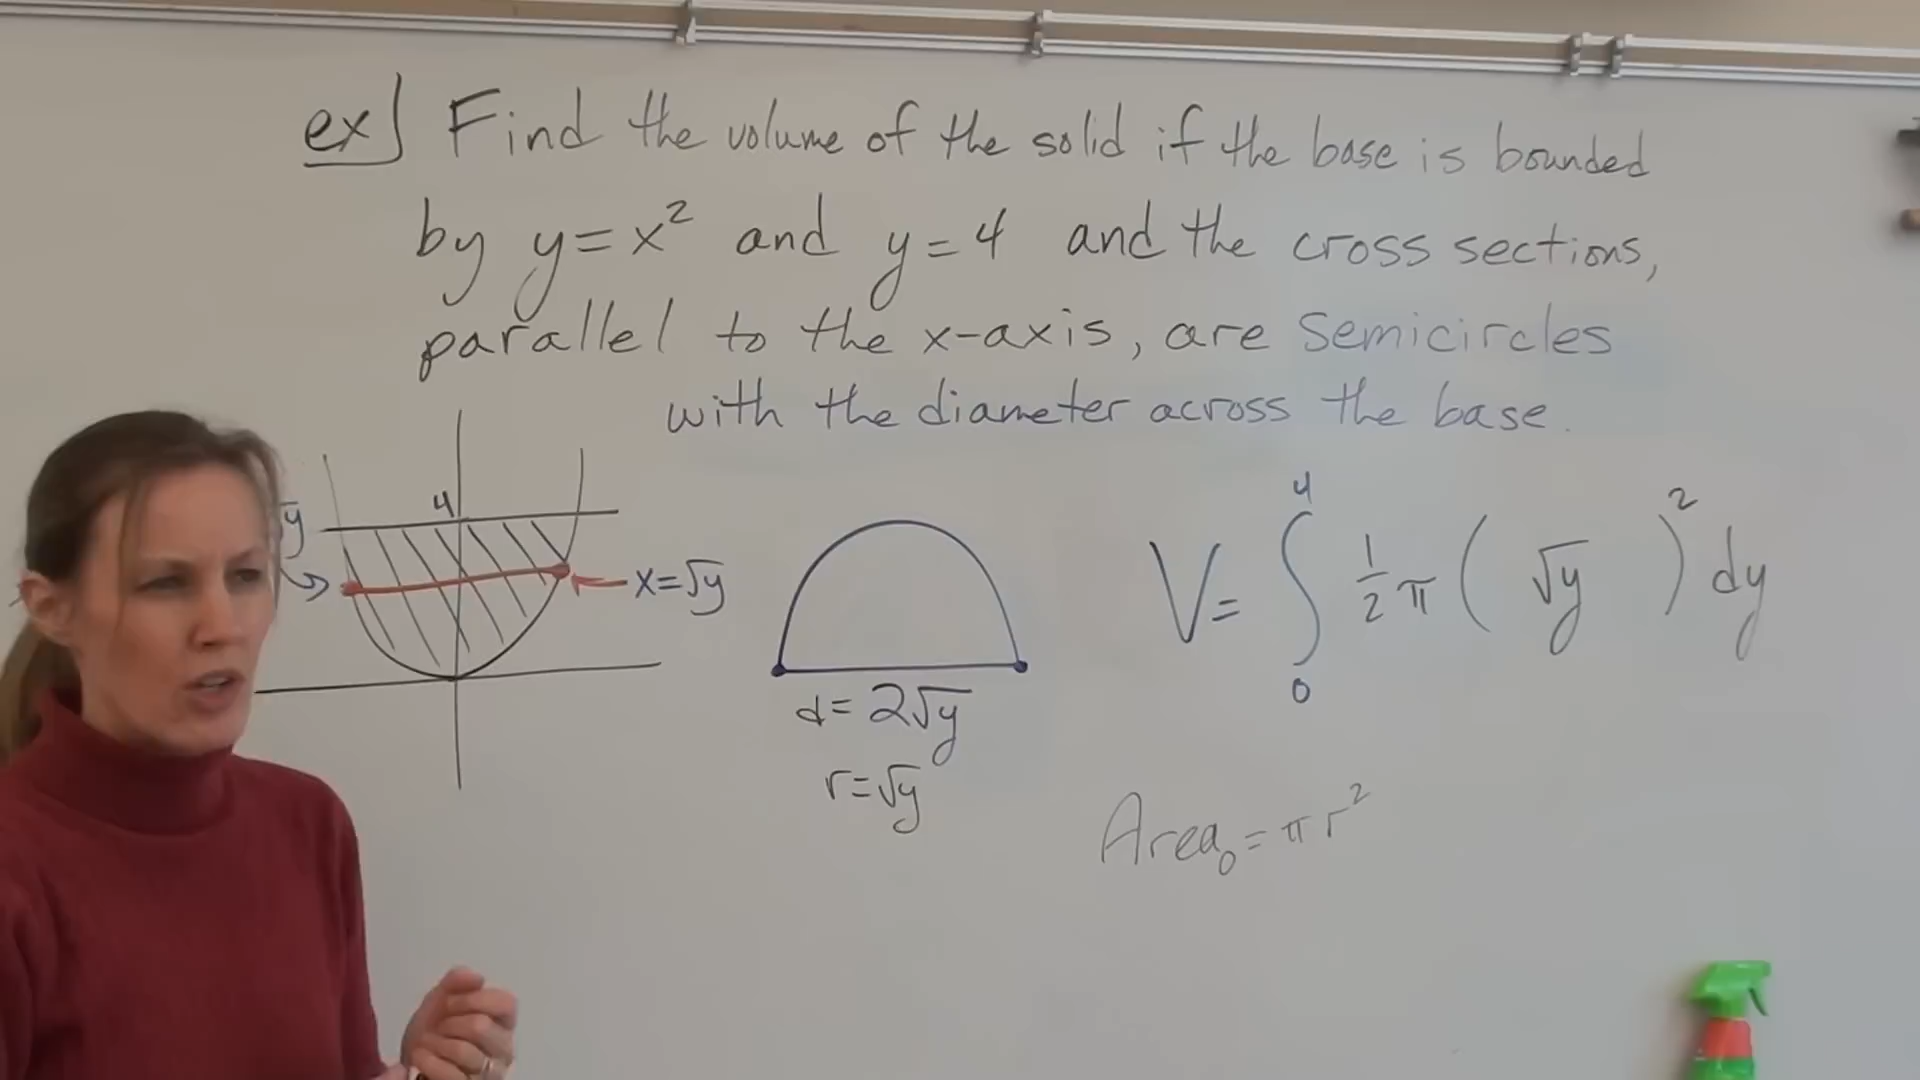 ex] Find the volume of the solid if the base is bounded
by y=x² and y=4 and the cross sections,
parallel to the x-axis, are semicircles
with the diameter across the base.
4
√y
x=√y
d=2√y
r=√y
V=∫₀⁴ ½π(√y)² dy
Area₀=πr²